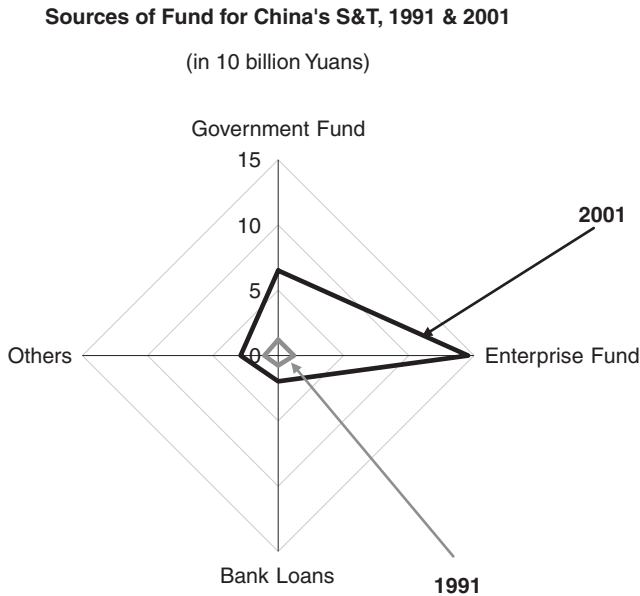 Sources of Fund for China's S&T, 1991 & 2001
(in 10 billion Yuans)
Government Fund
15
2001
10
5
Others
0
Enterprise Fund
Bank Loans
1991